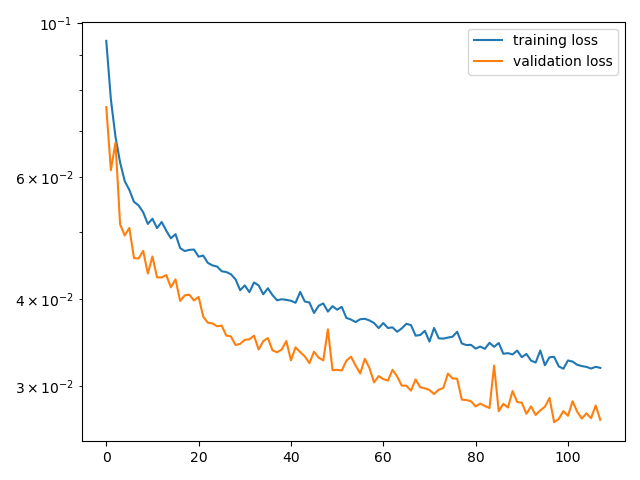 10⁻¹
training loss
validation loss
6 × 10⁻²
4 × 10⁻²
3 × 10⁻²
0 20 40 60 80 100